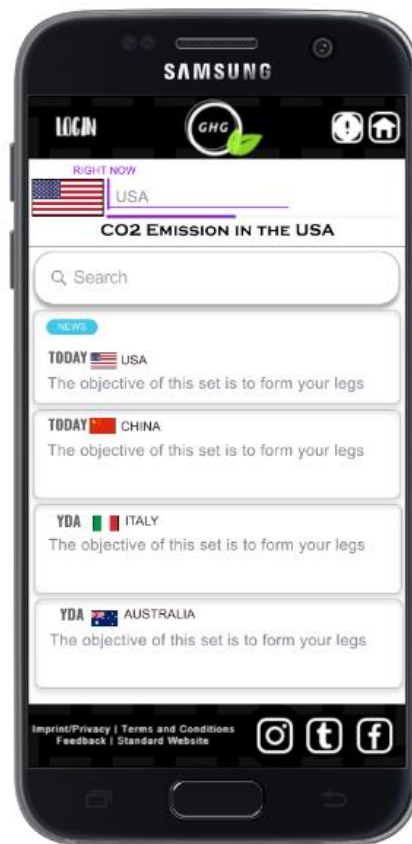 SAMSUNG
LOGIN
GHG
RIGHT NOW
USA
CO2 EMISSION IN THE USA
Search
NEWS
TODAY USA
The objective of this set is to form your legs
TODAY CHINA
The objective of this set is to form your legs
YDA ITALY
The objective of this set is to form your legs
YDA AUSTRALIA
The objective of this set is to form your legs
Imprint/Privacy | Terms and Conditions
Feedback | Standard Website